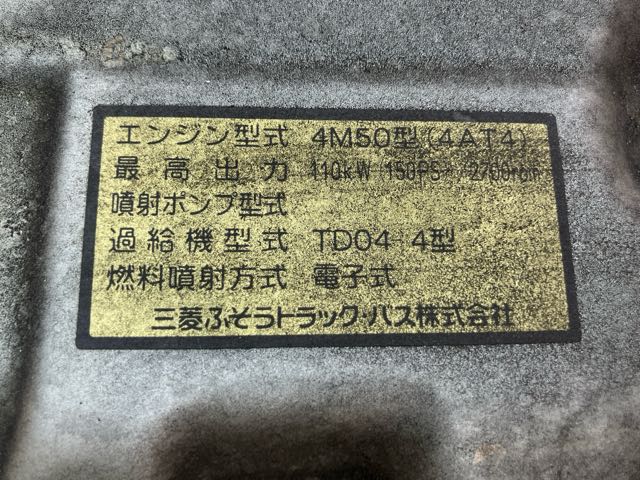 エンジン型式 4M50型(4AT4)
最高出力 110kW 150PS 2700rpm
噴射ポンプ型式
過給機型式 TD04 4型
燃料噴射方式 電子式
三菱ふそうトラック・バス株式会社